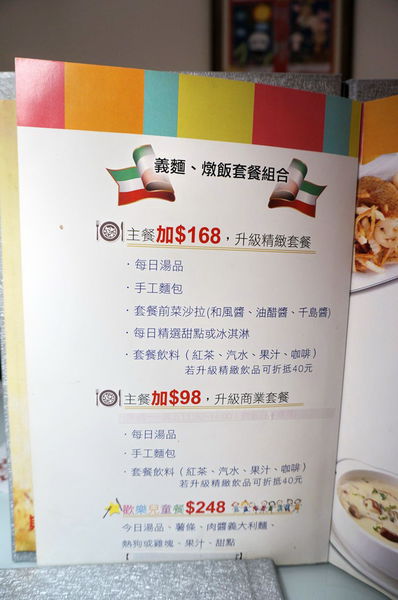 義麵、燉飯套餐組合
主餐加$168，升級精緻套餐
・每日湯品
・手工麵包
・套餐前菜沙拉(和風醬、油醋醬、千島醬)
・每日精選甜點或冰淇淋
・套餐飲料（紅茶、汽水、果汁、咖啡）
若升級精緻飲品可折抵40元
主餐加$98，升級商業套餐
・每日湯品
・手工麵包
・套餐飲料（紅茶、汽水、果汁、咖啡）
若升級精緻飲品可折抵40元
歡樂兒童餐$248
今日湯品、薯條、肉醬義大利麵、
熱狗或雞塊、果汁、甜點